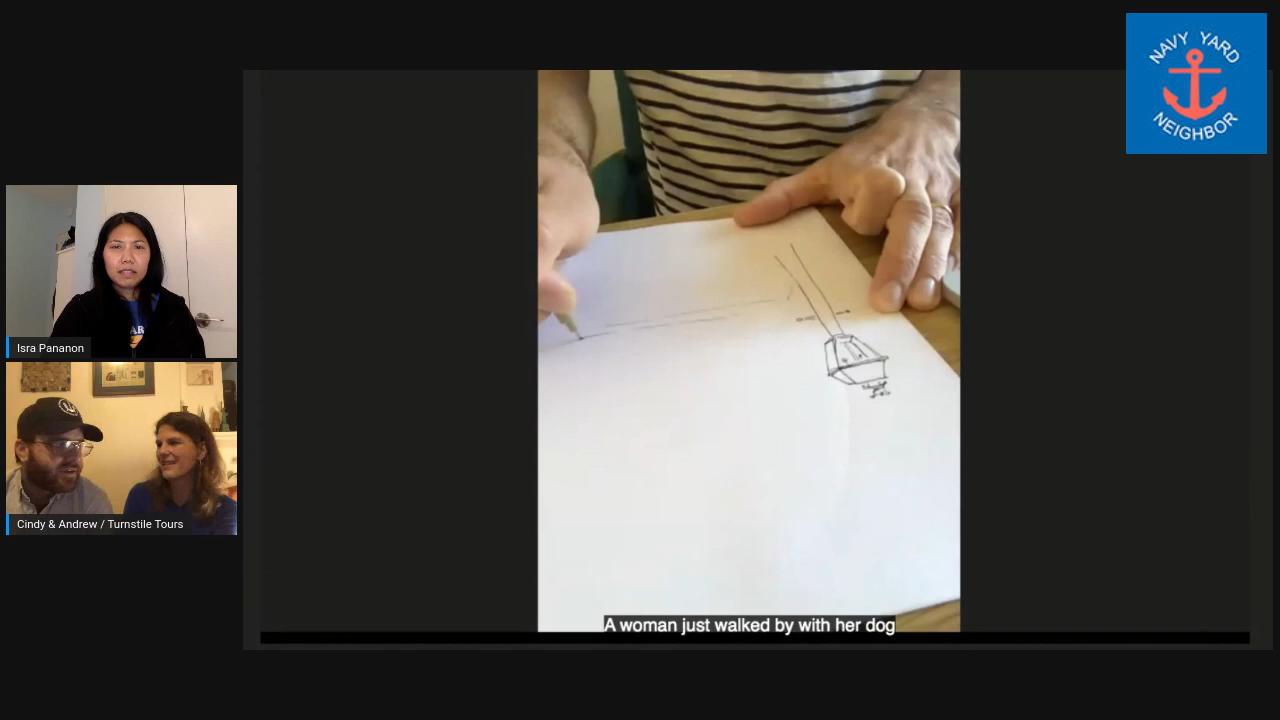 NAVY YARD
NEIGHBOR
Isra Pananon
Cindy & Andrew / Turnstile Tours
A woman just walked by with her dog